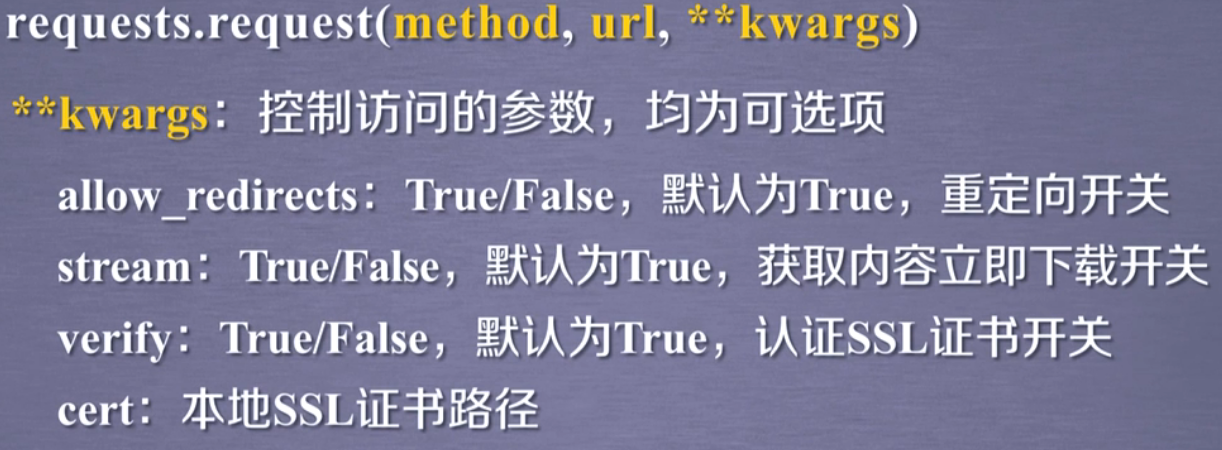 requests.request(method, url, **kwargs)
**kwargs：控制访问的参数，均为可选项
allow_redirects：True/False，默认为True，重定向开关
stream：True/False，默认为True，获取内容立即下载开关
verify：True/False，默认为True，认证SSL证书开关
cert：本地SSL证书路径